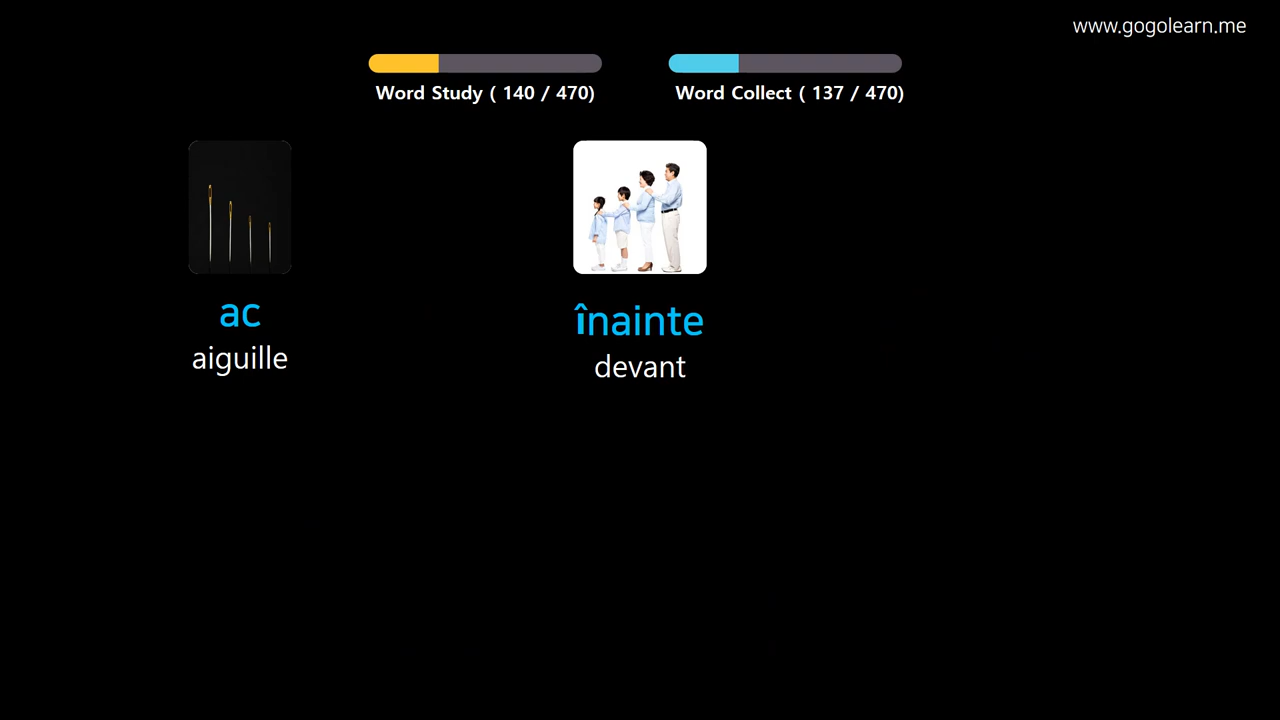 www.gogolearn.me
Word Study ( 140 / 470)
Word Collect ( 137 / 470)
ac
aiguille
înainte
devant